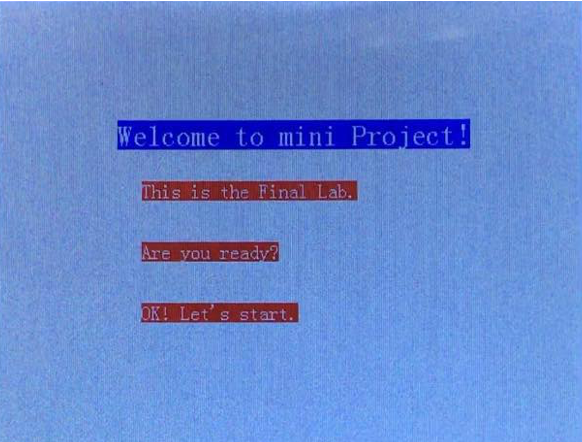 Welcome to mini Project!
This is the Final Lab.
Are you ready?
OK! Let's start.